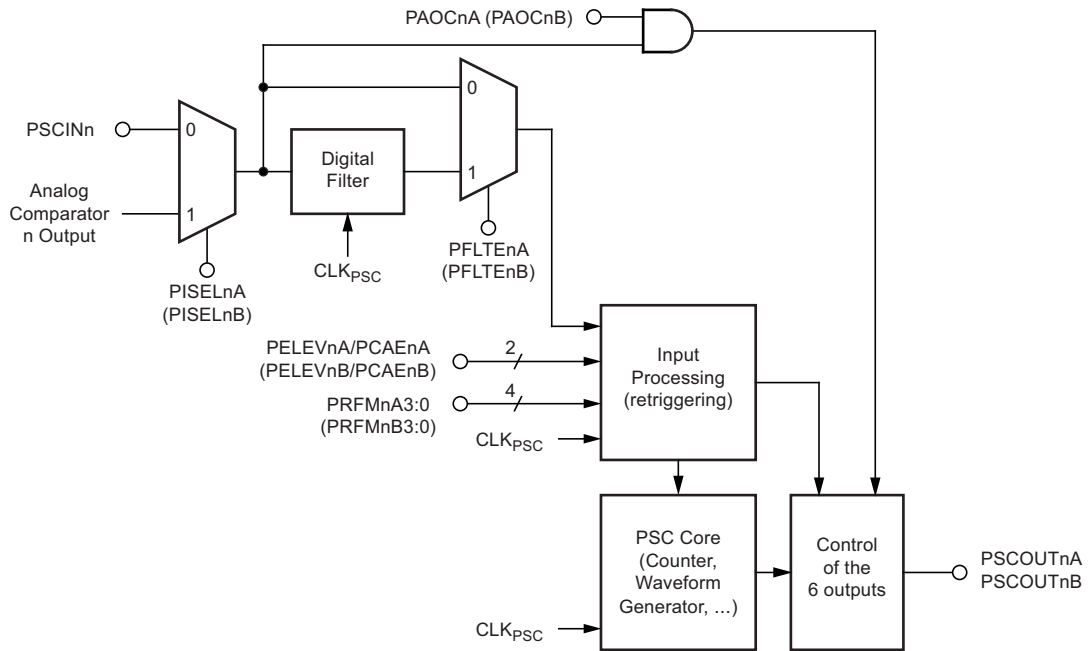 PAOCnA (PAOCnB)
PSCINn
0
0
Analog
Comparator
n Output
1
Digital
Filter
1
CLKPSC
PISELnA
(PISELnB)
PFLTEnA
(PFLTEnB)
PELEVnA/PCAEnA
(PELEVnB/PCAEnB)
2
PRFMnA3:0
(PRFMnB3:0)
4
CLKPSC
Input
Processing
(retriggering)
PSC Core
(Counter,
Waveform
Generator, ...)
CLKPSC
Control
of the
6 outputs
PSCOUTnA
PSCOUTnB